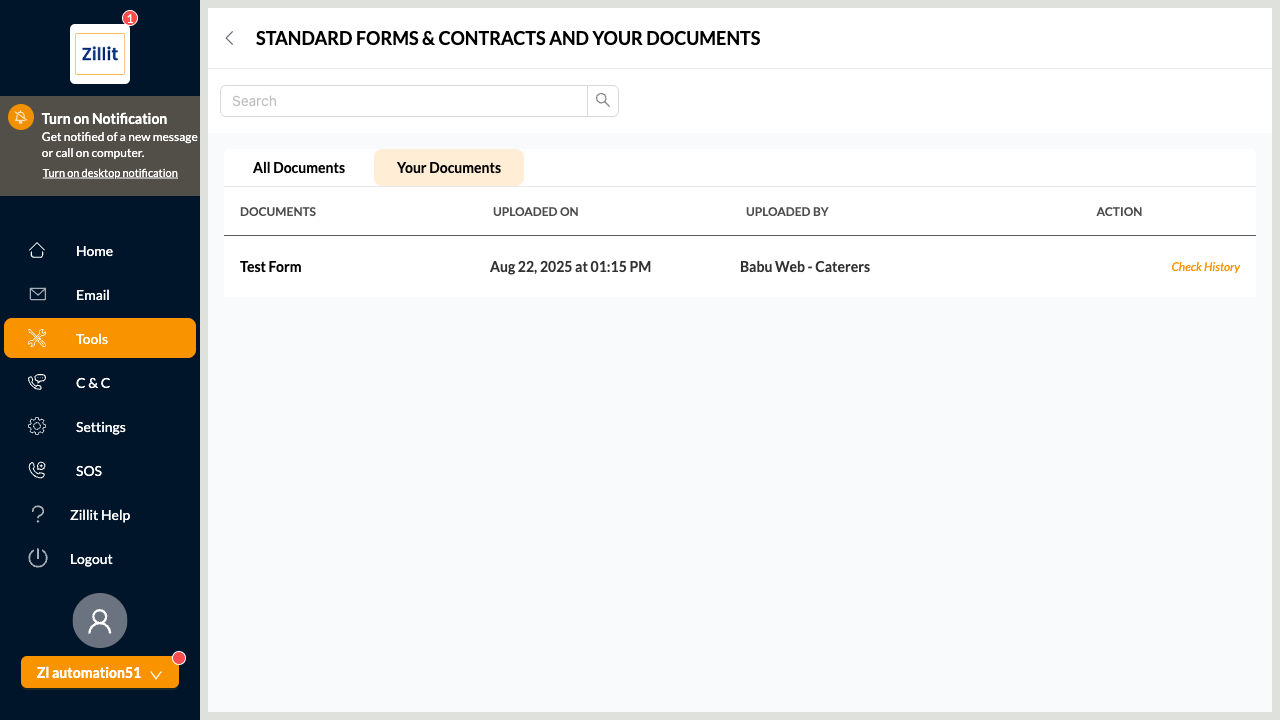 1
Zillit
Turn on Notification
Get notified of a new message
or call on computer.
Turn on desktop notification
Home
Email
Tools
C & C
Settings
SOS
Zillit Help
Logout
ZI automation51
STANDARD FORMS & CONTRACTS AND YOUR DOCUMENTS
Search
All Documents Your Documents
DOCUMENTS UPLOADED ON UPLOADED BY ACTION
Test Form Aug 22, 2025 at 01:15 PM Babu Web - Caterers Check History